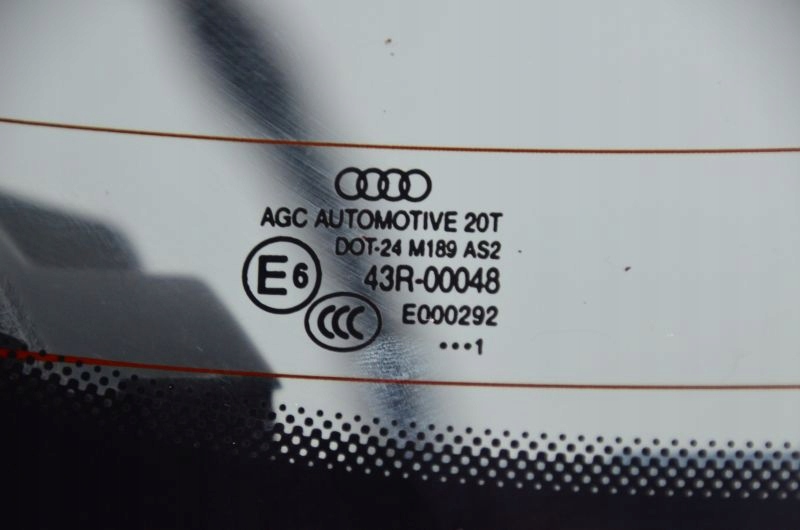 AGC AUTOMOTIVE 20T
DOT-24 M189 AS2
E6 43R-00048
CCC E000292
•••1